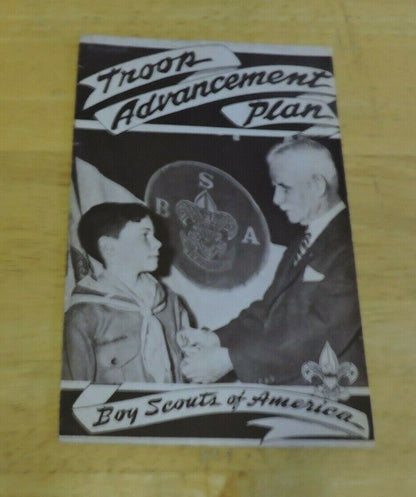 Troop
Advancement
Plan
S
B A
Boy Scouts of America